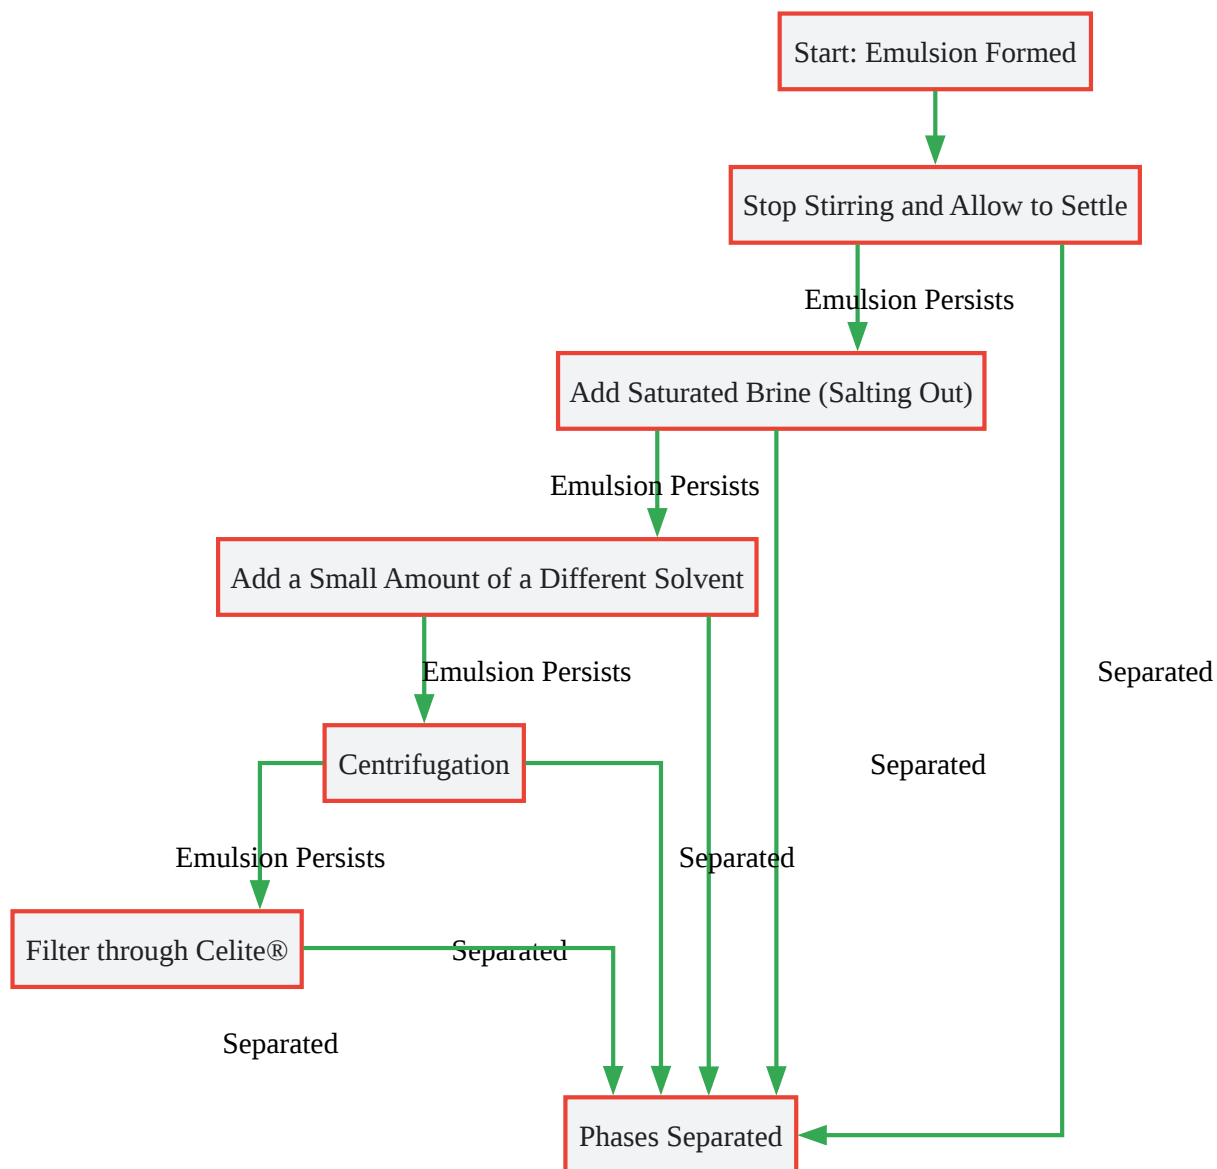 Start: Emulsion Formed
Stop Stirring and Allow to Settle
Emulsion Persists
Add Saturated Brine (Salting Out)
Emulsion Persists
Add a Small Amount of a Different Solvent
Emulsion Persists
Separated
Centrifugation
Separated
Emulsion Persists
Separated
Filter through Celite®
Separated
Separated
Phases Separated